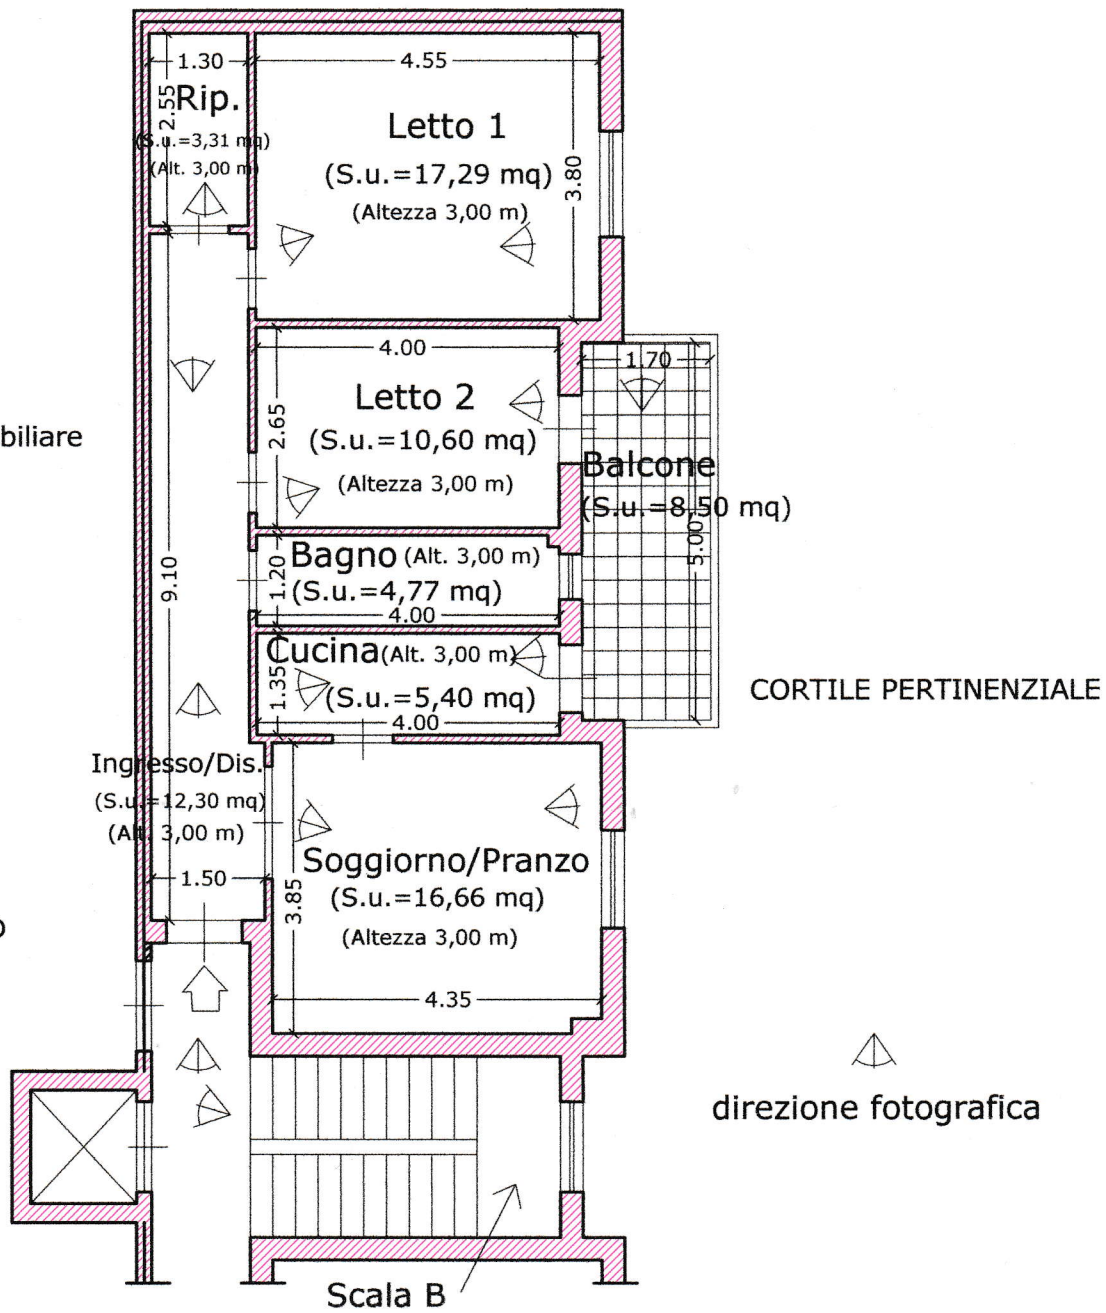 1.30
4.55
2.55
Rip.
(S.u.=3,31 mq)
(Alt. 3,00 m)
Letto 1
(S.u.=17,29 mq)
(Altezza 3,00 m)
3.80
4.00
1.70
Letto 2
(S.u.=10,60 mq)
(Altezza 3,00 m)
2.65
biliare
Balcone
(S.u.=8,50 mq)
5.00
9.10
Bagno (Alt. 3,00 m)
(S.u.=4,77 mq)
1.20
4.00
Cucina (Alt. 3,00 m)
(S.u.=5,40 mq)
1.35
4.00
CORTILE PERTINENZIALE
Ingresso/Dis.
(S.u.=12,30 mq)
(Alt. 3,00 m)
1.50
Soggiorno/Pranzo
(S.u.=16,66 mq)
(Altezza 3,00 m)
3.85
4.35
direzione fotografica
Scala B